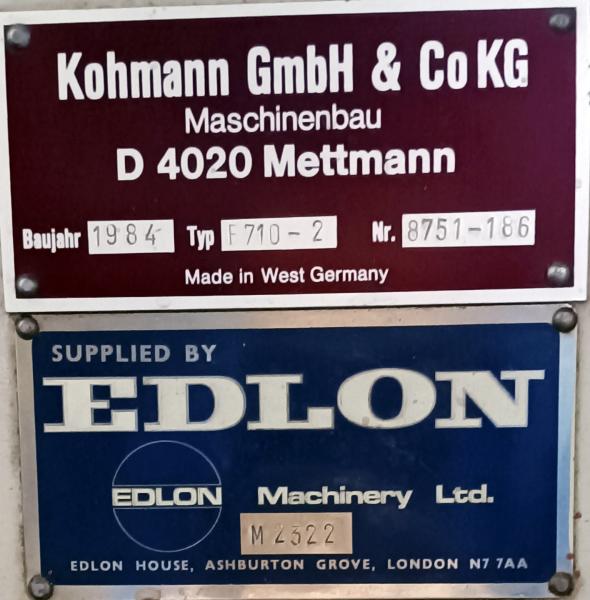 Kohmann GmbH & Co KG
Maschinenbau
D 4020 Mettmann
Baujahr 1984 Typ F710-2 Nr. 8751-186
Made in West Germany
SUPPLIED BY
EDLON
EDLON Machinery Ltd.
M 2322
EDLON HOUSE, ASHBURTON GROVE, LONDON N7 7AA